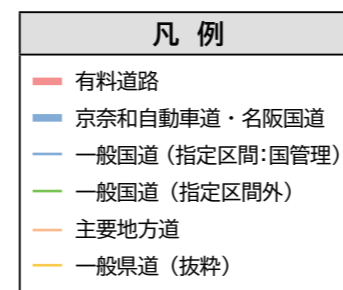 凡 例
有料道路
京奈和自動車道・名阪国道
一般国道（指定区間:国管理）
一般国道（指定区間外）
主要地方道
一般県道（抜粋）